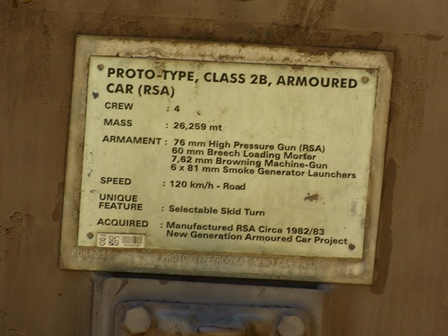 PROTO-TYPE, CLASS 2B, ARMOURED
CAR (RSA)
CREW : 4
MASS : 26,259 mt
ARMAMENT : 76 mm High Pressure Gun (RSA)
60 mm Breech Loading Mortar
7,62 mm Browning Machine-Gun
6 x 81 mm Smoke Generator Launchers
SPEED : 120 km/h - Road
UNIQUE
FEATURE : Selectable Skid Turn
ACQUIRED : Manufactured RSA Circa 1982/83
New Generation Armoured Car Project